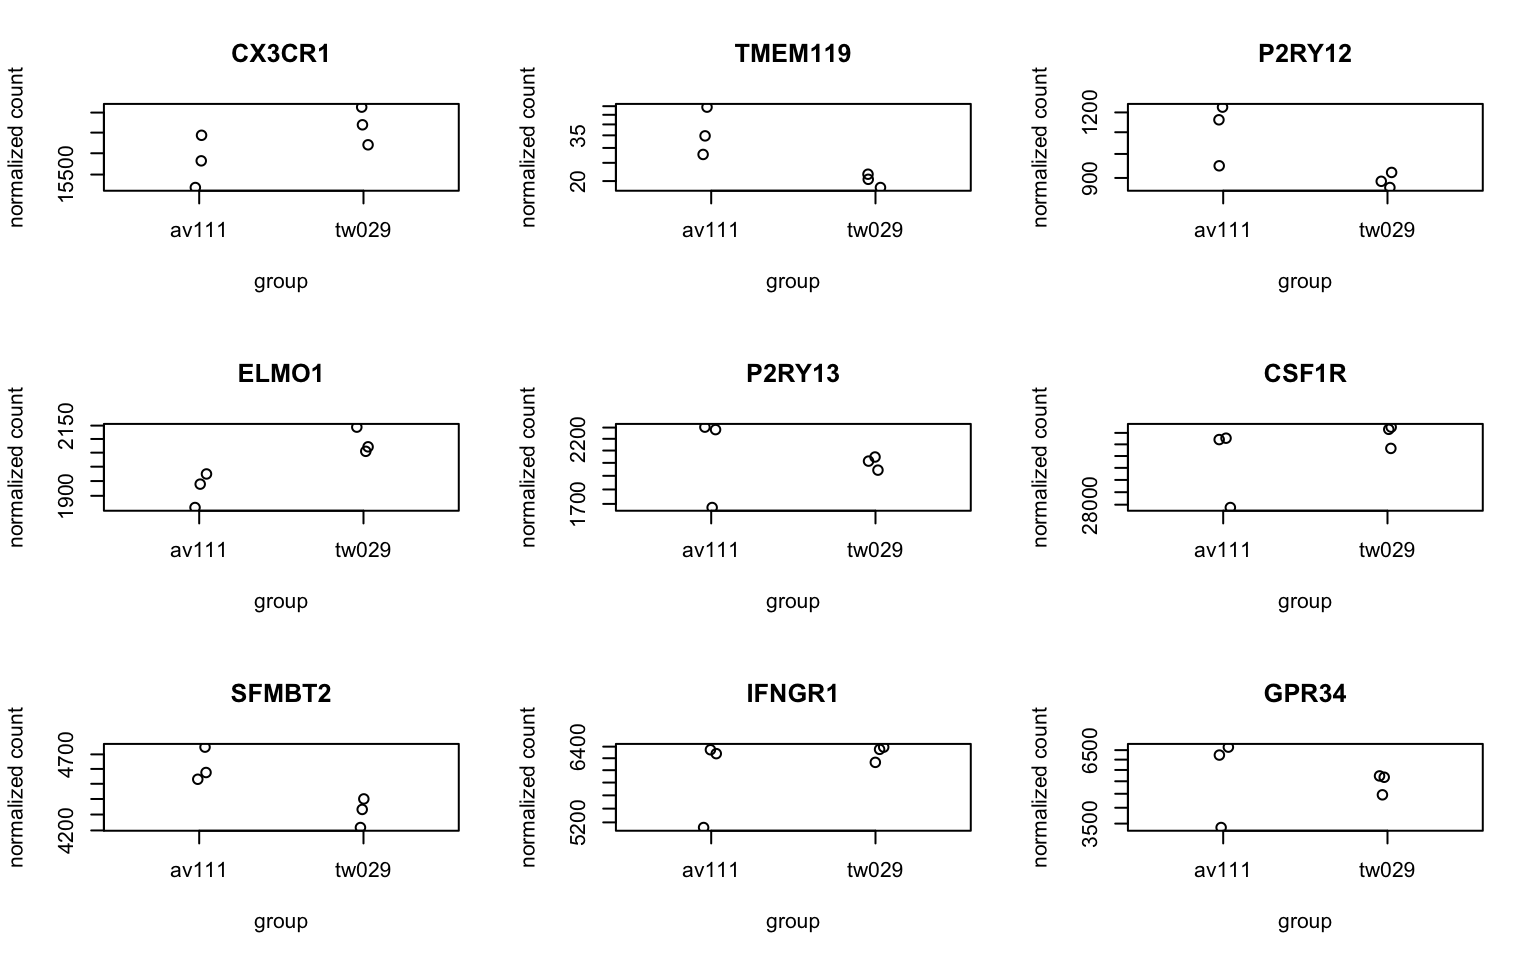 CX3CR1
normalized count
15500
av111 tw029
group
TMEM119
normalized count
35
20
av111 tw029
group
P2RY12
normalized count
1200
900
av111 tw029
group
ELMO1
normalized count
2150
1900
av111 tw029
group
P2RY13
normalized count
2200
1700
av111 tw029
group
CSF1R
normalized count
28000
av111 tw029
group
SFMBT2
normalized count
4700
4200
av111 tw029
group
IFNGR1
normalized count
6400
5200
av111 tw029
group
GPR34
normalized count
6500
3500
av111 tw029
group